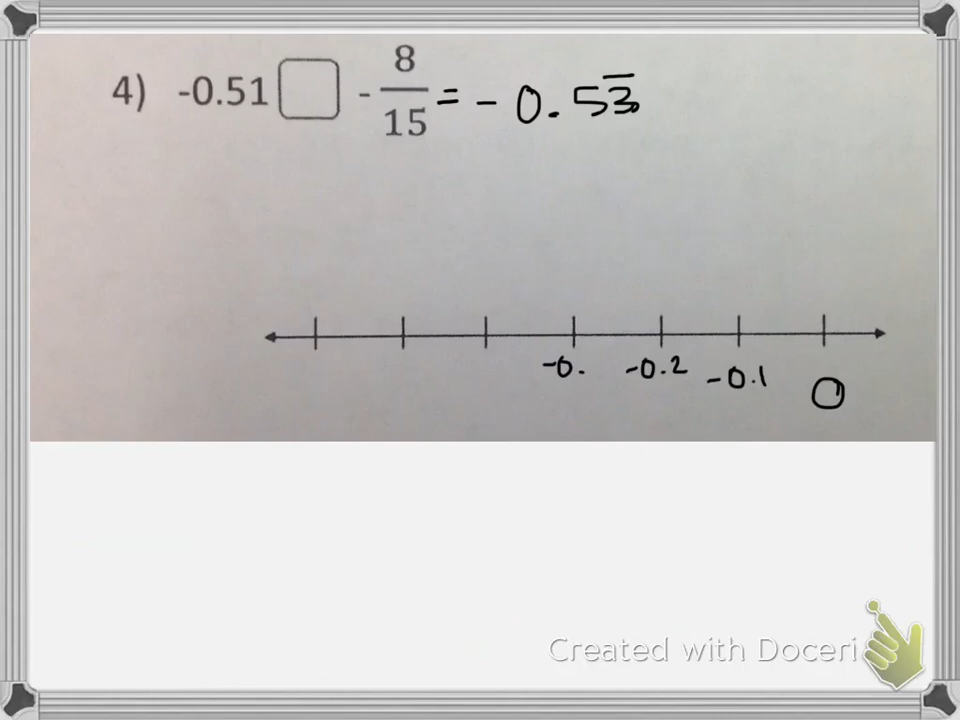 4) -0.51 □ - 8/15 = - 0.53̅
-0. -0.2 -0.1 0
Created with Doceri